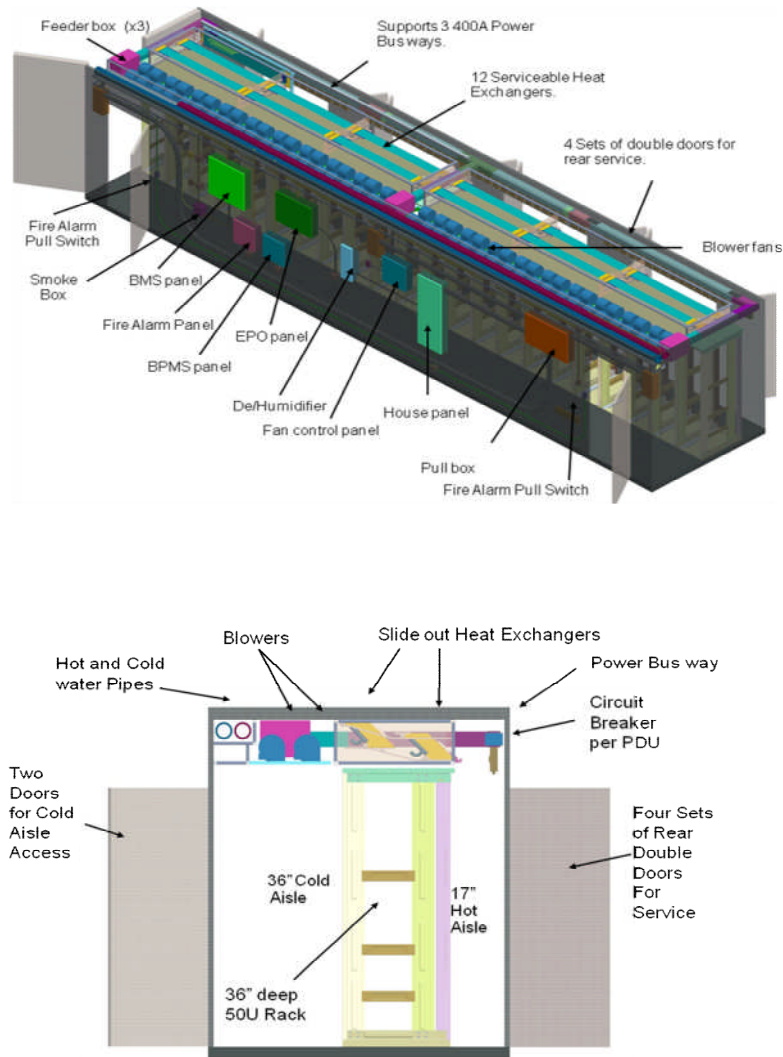 Feeder box (x3)
Supports 3 400A Power
Bus ways.
12 Serviceable Heat
Exchangers.
4 Sets of double doors for
rear service.
Fire Alarm
Pull Switch
Blower fans
Smoke
Box
BMS panel
Fire Alarm Panel
EPO panel
BPMS panel
De/Humidifier
Fan control panel
House panel
Pull box
Fire Alarm Pull Switch
Blowers
Slide out Heat Exchangers
Hot and Cold
water Pipes
Power Bus way
Circuit
Breaker
per PDU
Two
Doors
for Cold
Aisle
Access
Four Sets
of Rear
Double
Doors
For
Service
36" Cold
Aisle
17"
Hot
Aisle
36" deep
50U Rack